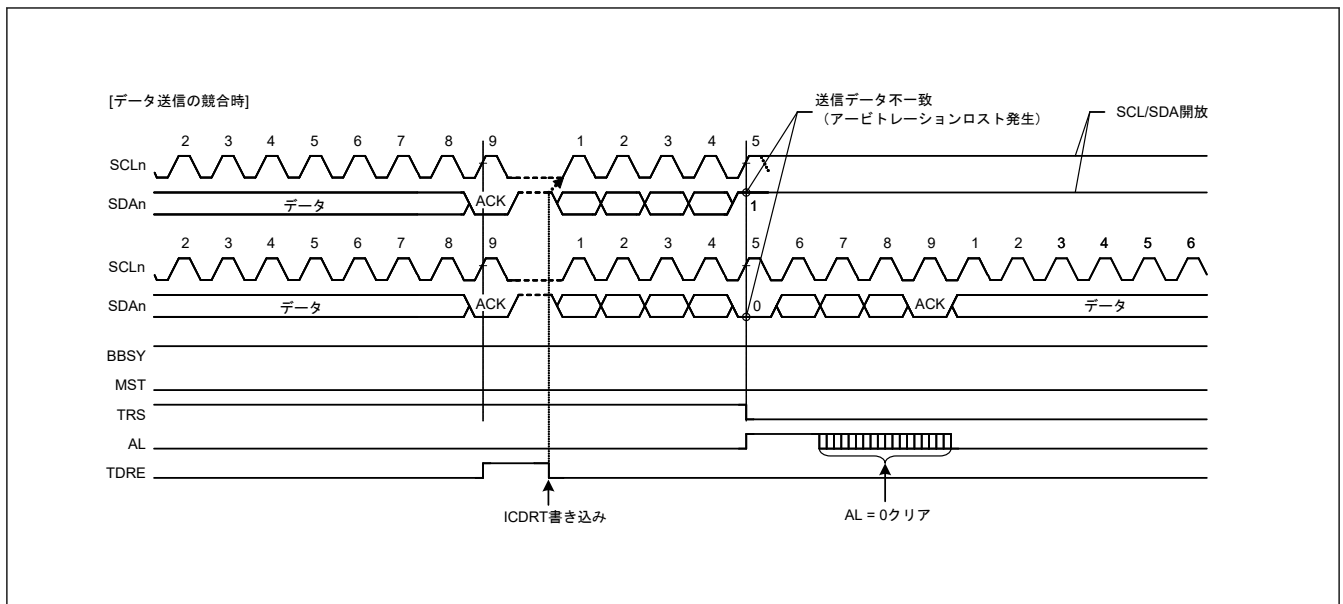 [データ送信の競合時]
送信データ不一致
（アービトレーションロスト発生）
SCL/SDA開放
2 3 4 5 6 7 8 9 1 2 3 4 5
SCLn
SDAn データ ACK 1
2 3 4 5 6 7 8 9 1 2 3 4 5 6 7 8 9 1 2 3 4 5 6
SCLn
SDAn データ ACK 0 ACK データ
BBSY
MST
TRS
AL
TDRE
ICDRT書き込み AL = 0クリア